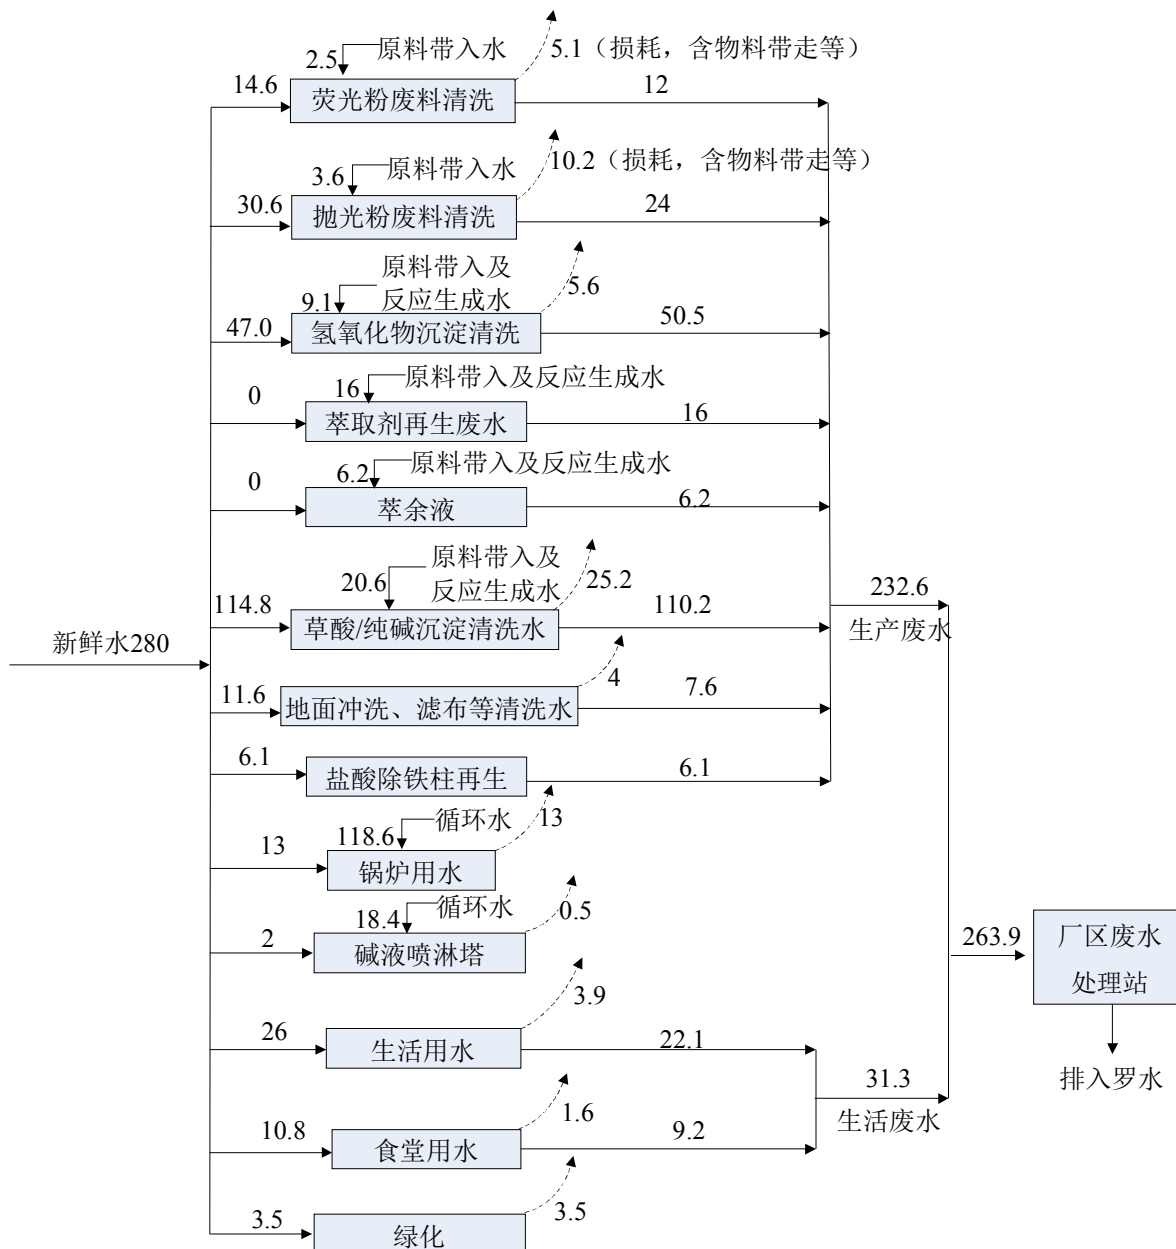 原料带入水
5.1（损耗，含物料带走等）
2.5
14.6
荧光粉废料清洗
12
原料带入水
10.2（损耗，含物料带走等）
3.6
30.6
抛光粉废料清洗
24
原料带入及
反应生成水
9.1
5.6
47.0
氢氧化物沉淀清洗
50.5
原料带入及反应生成水
0
16
萃取剂再生废水
16
原料带入及反应生成水
0
6.2
萃余液
6.2
原料带入及
反应生成水
20.6
25.2
114.8
草酸/纯碱沉淀清洗水
110.2
232.6
生产废水
新鲜水280
11.6
地面冲洗、滤布等清洗水
4
7.6
6.1
盐酸除铁柱再生
6.1
循环水
13
118.6
13
锅炉用水
循环水
18.4
0.5
2
碱液喷淋塔
263.9
厂区废水
处理站
排入罗水
3.9
26
生活用水
22.1
31.3
生活废水
1.6
10.8
食堂用水
9.2
3.5
绿化
3.5